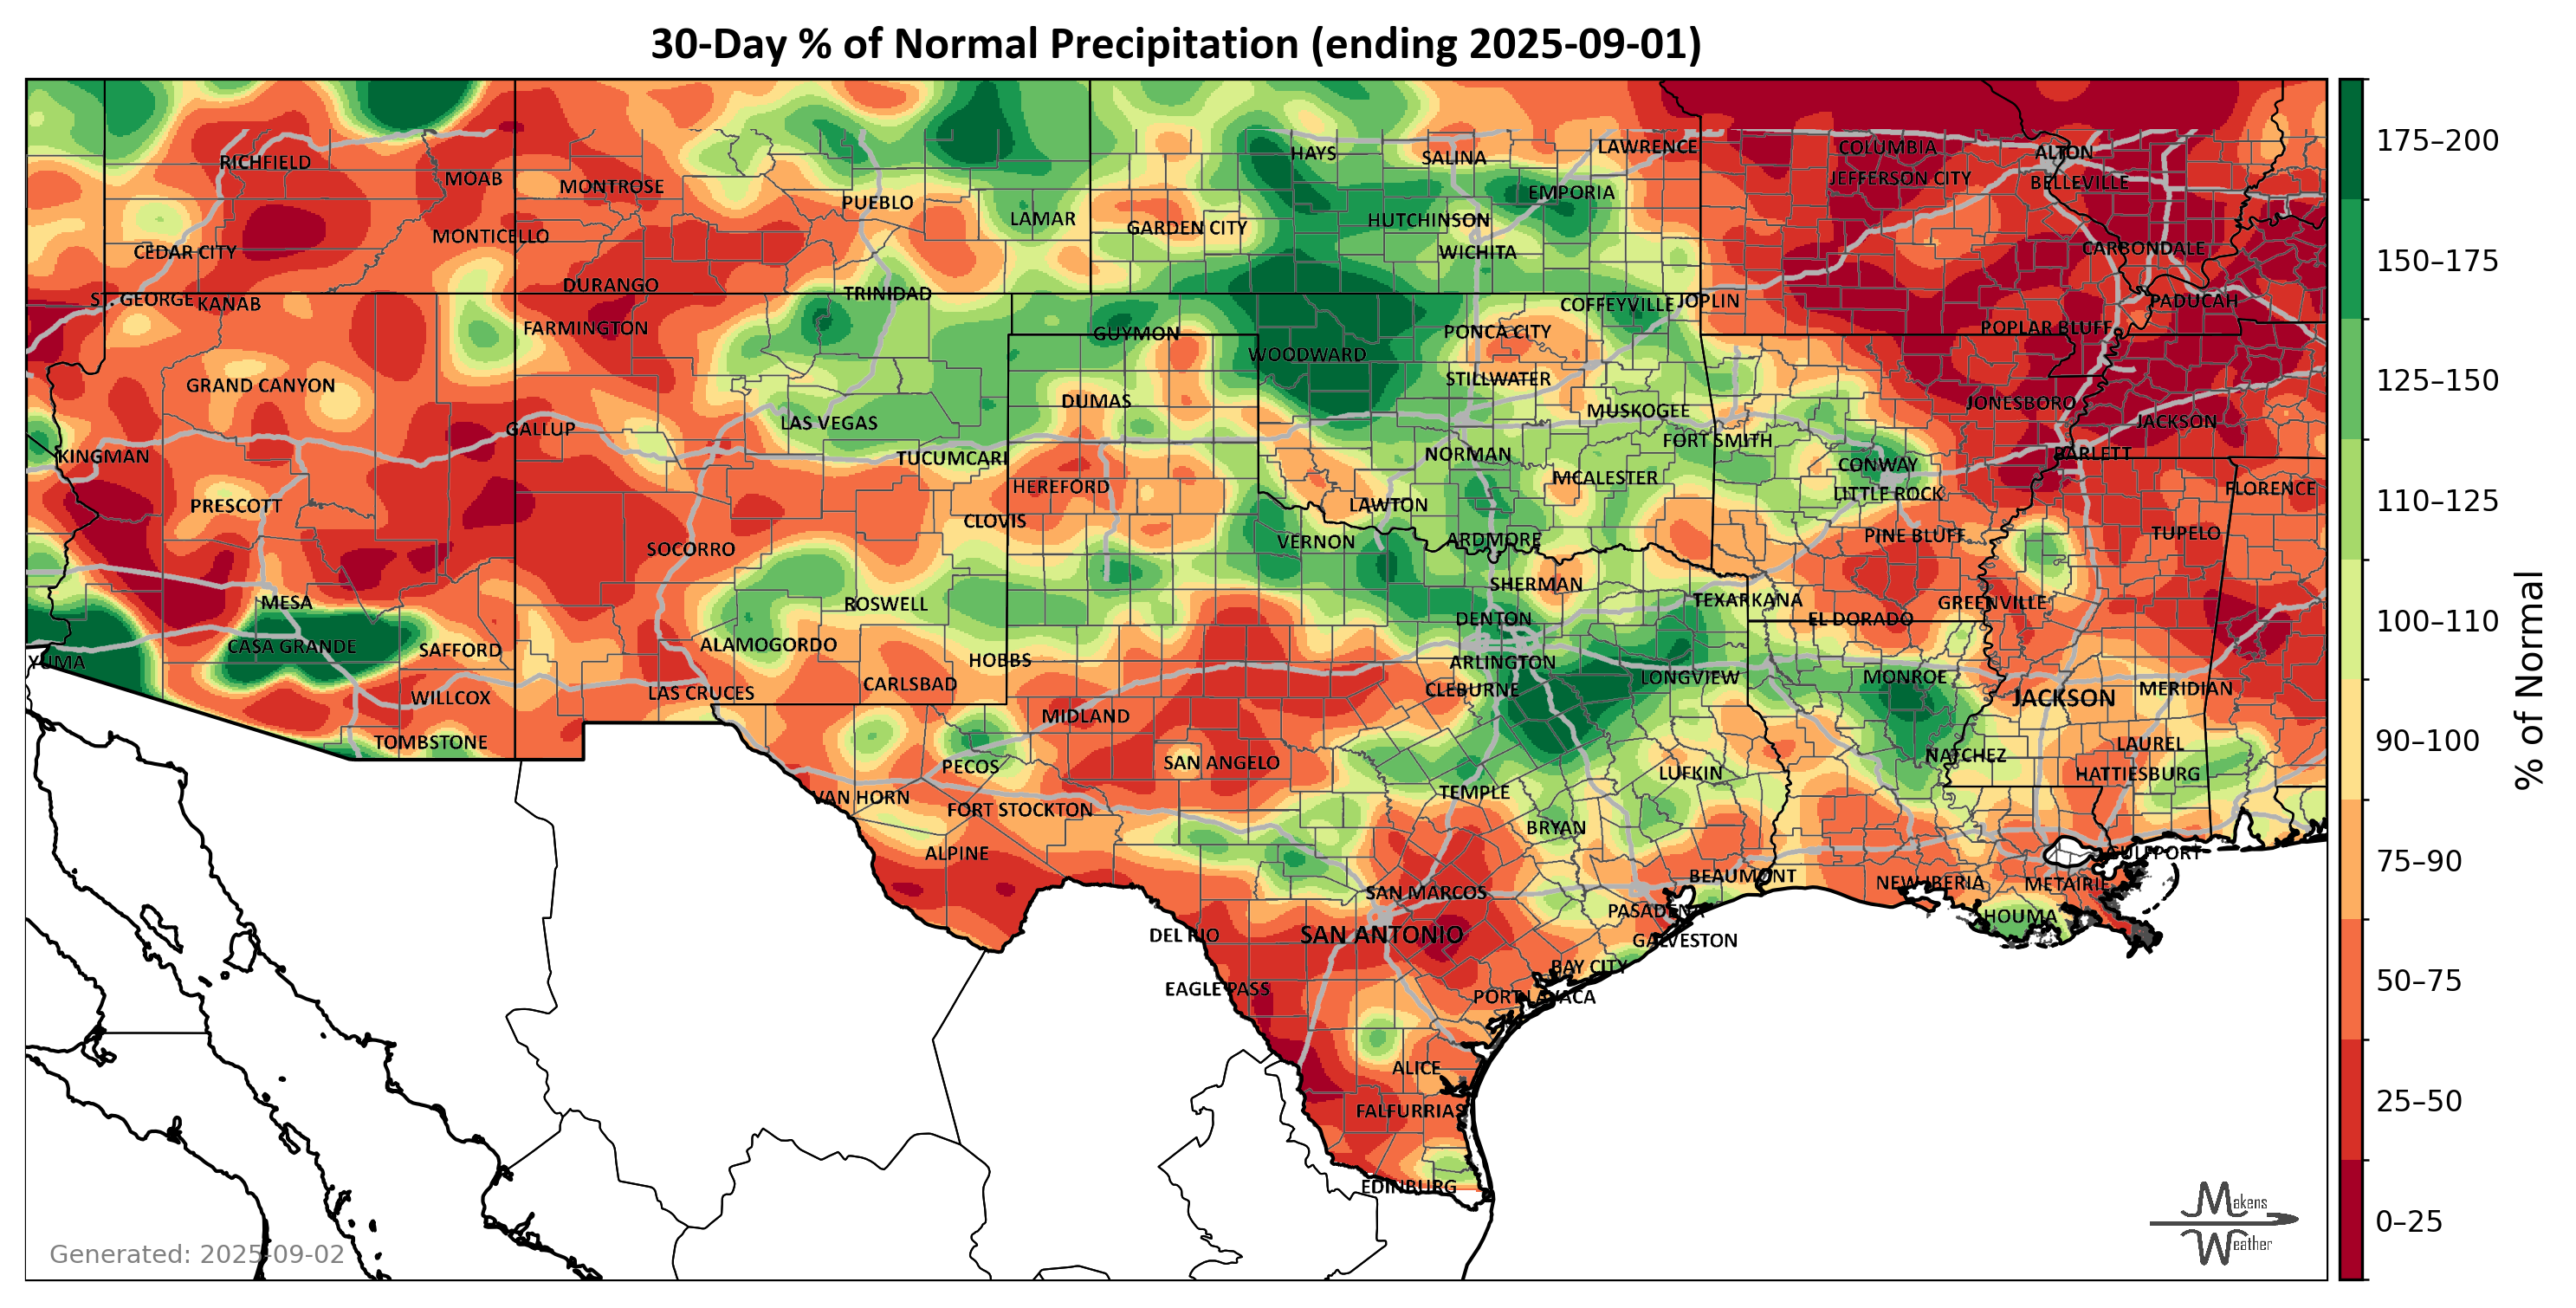 30-Day % of Normal Precipitation (ending 2025-09-01)
RICHFIELD
MOAB
MONTROSE
PUEBLO
LAMAR
GARDEN CITY
HAYS
SALINA
LAWRENCE
EMPORIA
HUTCHINSON
WICHITA
COLUMBIA
JEFFERSON CITY
ALTON
BELLEVILLE
CARBONDALE
PADUCAH
CEDAR CITY
MONTICELLO
DURANGO
TRINIDAD
ST. GEORGE
KANAB
FARMINGTON
GUYMON
WOODWARD
PONCA CITY
COFFEYVILLE
JOPLIN
POPLAR BLUFF
GRAND CANYON
DUMAS
STILLWATER
MUSKOGEE
JONESBORO
JACKSON
GALLUP
LAS VEGAS
KINGMAN
TUCUMCARI
NORMAN
FORT SMITH
BARLETT
PRESCOTT
HEREFORD
CLOVIS
LAWTON
MCALESTER
CONWAY
LITTLE ROCK
FLORENCE
SOCORRO
VERNON
ARDMORE
PINE BLUFF
TUPELO
MESA
ROSWELL
SHERMAN
TEXARKANA
GREENVILLE
CASA GRANDE
SAFFORD
ALAMOGORDO
HOBBS
DENTON
EL DORADO
YUMA
WILLCOX
LAS CRUCES
CARLSBAD
ARLINGTON
CLEBURNE
LONGVIEW
MONROE
JACKSON
MERIDIAN
TOMBSTONE
MIDLAND
PECOS
SAN ANGELO
NATCHEZ
LAUREL
HATTIESBURG
VAN HORN
FORT STOCKTON
TEMPLE
LUFKIN
ALPINE
BRYAN
GULFPORT
SAN MARCOS
BEAUMONT
NEW IBERIA
METAIRIE
DEL RIO
SAN ANTONIO
PASADENA
GALVESTON
HOUMA
EAGLE PASS
BAY CITY
PORT LAVACA
ALICE
FALFURRIAS
EDINBURG
175–200
150–175
125–150
110–125
100–110
90–100
75–90
50–75
25–50
0–25
% of Normal
Generated: 2025-09-02
Makens
Weather